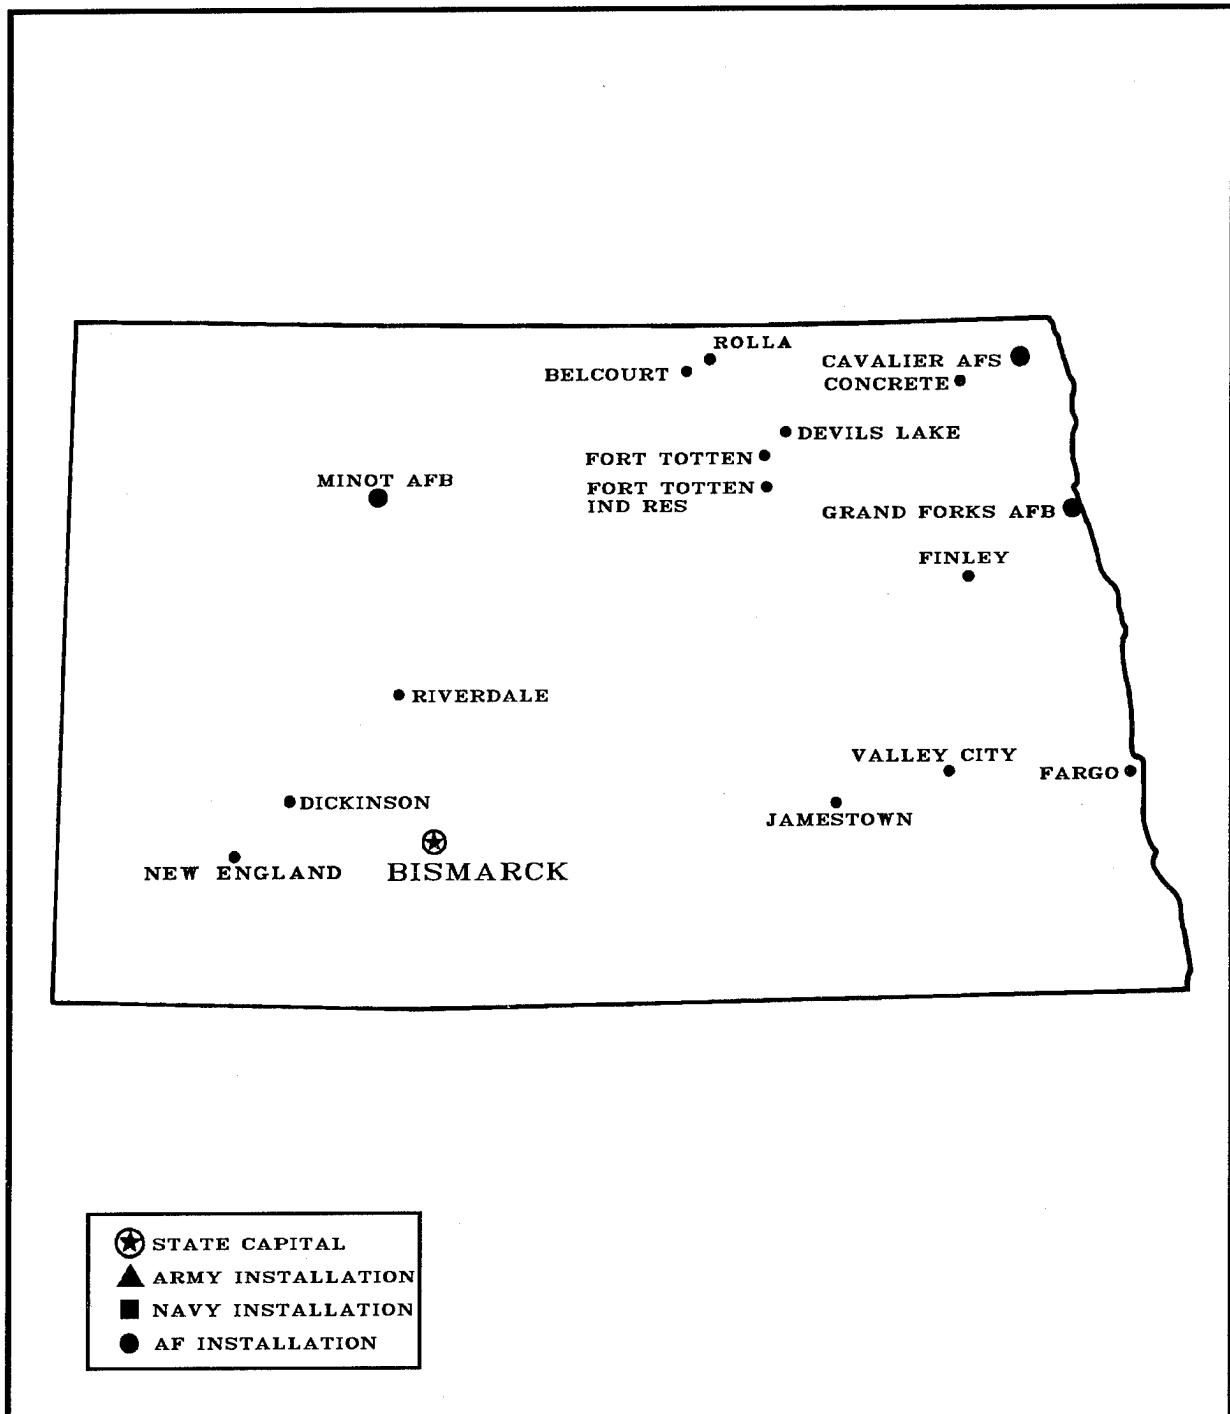 ROLLA
CAVALIER AFS
BELCOURT
CONCRETE
DEVILS LAKE
FORT TOTTEN
MINOT AFB
FORT TOTTEN
IND RES
GRAND FORKS AFB
FINLEY
RIVERDALE
VALLEY CITY
FARGO
DICKINSON
JAMESTOWN
NEW ENGLAND
BISMARCK
STATE CAPITAL
ARMY INSTALLATION
NAVY INSTALLATION
AF INSTALLATION